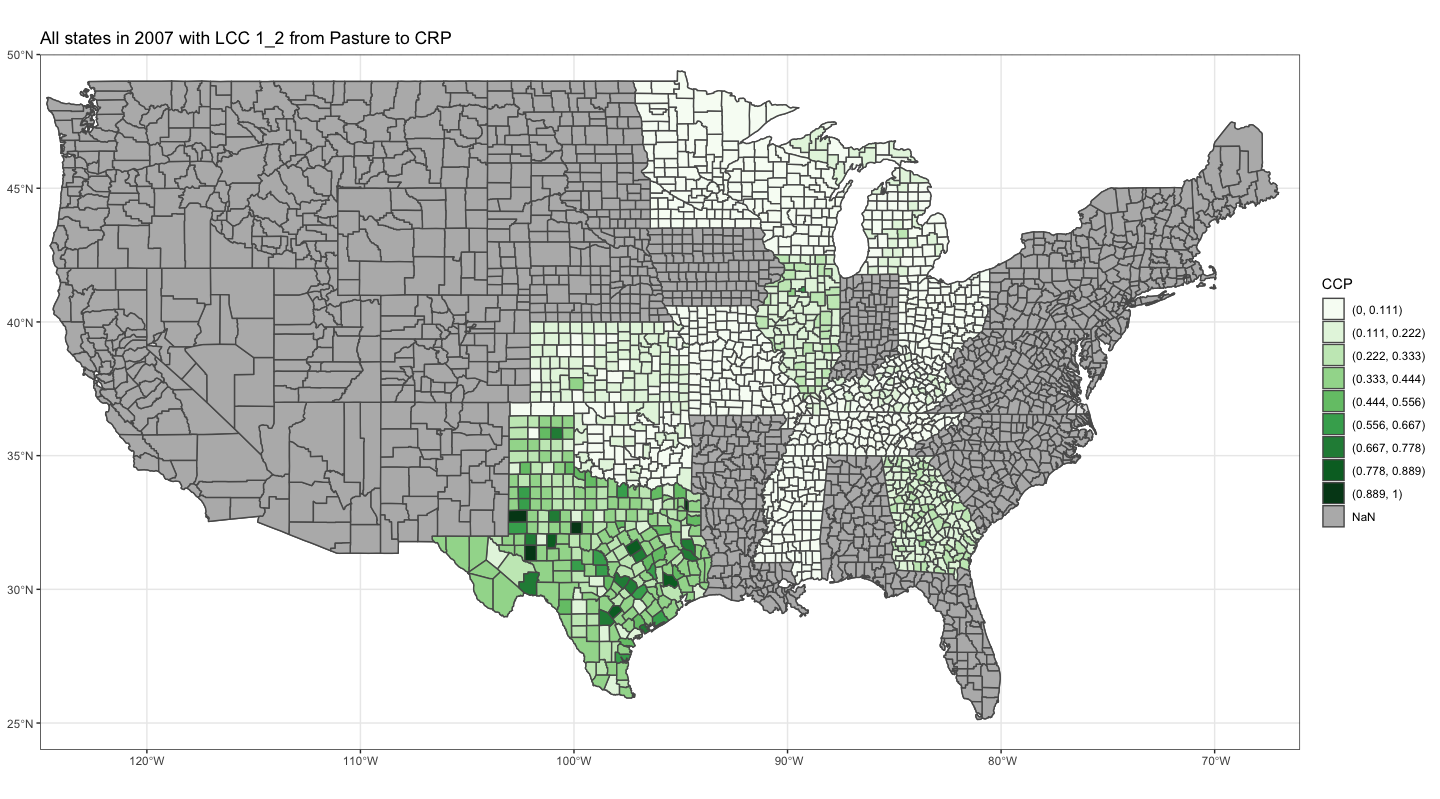 All states in 2007 with LCC 1_2 from Pasture to CRP
50°N
45°N
40°N
35°N
30°N
25°N
120°W
110°W
100°W
90°W
80°W
70°W
CCP
(0, 0.111)
(0.111, 0.222)
(0.222, 0.333)
(0.333, 0.444)
(0.444, 0.556)
(0.556, 0.667)
(0.667, 0.778)
(0.778, 0.889)
(0.889, 1)
NaN